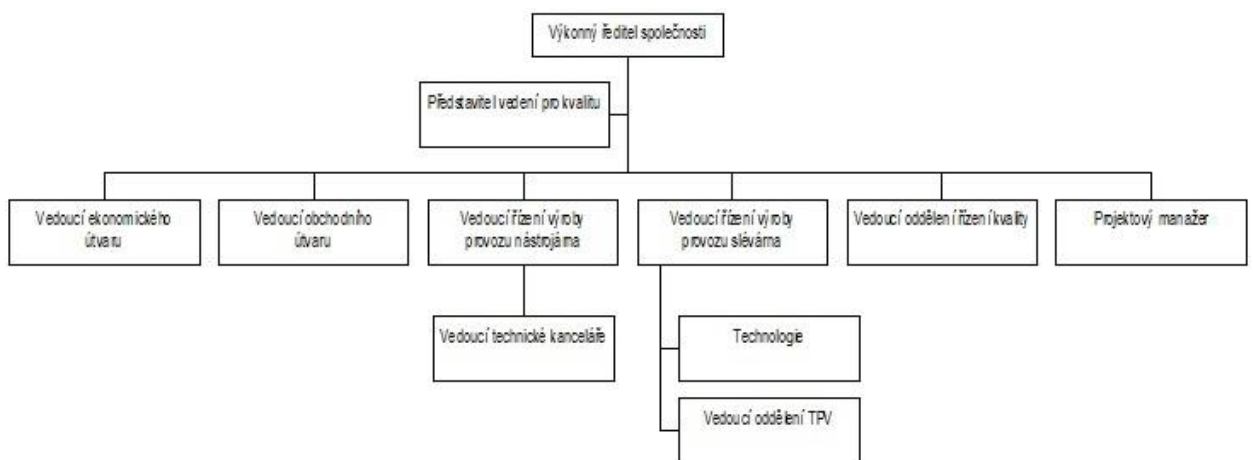 Výkonný ředitel společnosti
Představitel vedení pro kvalitu
Vedoucí ekonomického
útvaru
Vedoucí obchodního
útvaru
Vedoucí řízení výroby
provozu nástrojárna
Vedoucí řízení výroby
provozu slévárna
Vedoucí oddělení řízení kvality
Projektový manažer
Vedoucí technické kanceláře
Technologie
Vedoucí oddělení TPV